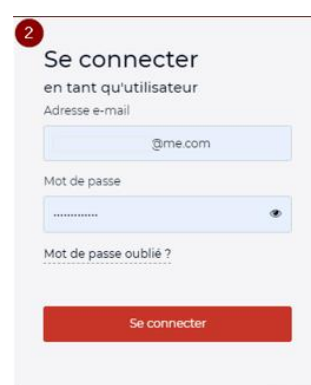 2
Se connecter
en tant qu'utilisateur
Adresse e-mail
@me.com
Mot de passe
............
Mot de passe oublié ?
Se connecter